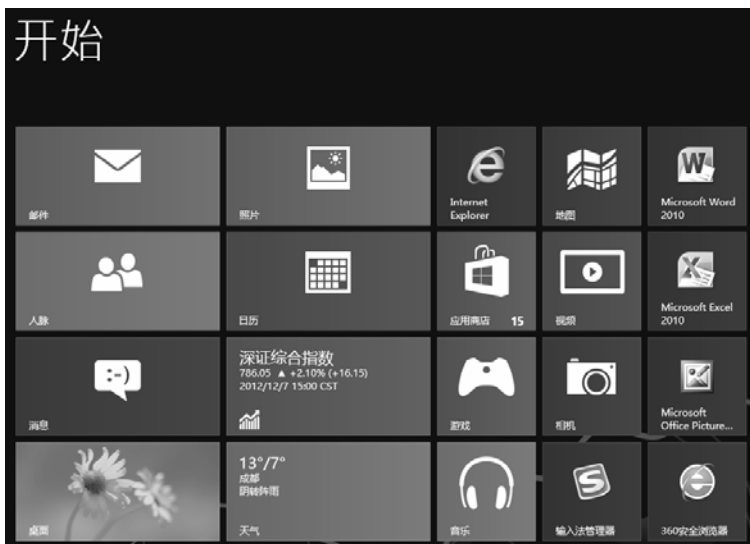 开始
邮件
照片
Internet
Explorer
地图
Microsoft Word
2010
人脉
日历
应用商店 15
视频
Microsoft Excel
2010
消息
深证综合指数
786.05 ▲ +2.10% (+16.15)
2012/12/7 15:00 CST
游戏
相机
Microsoft
Office Picture...
桌面
13°/7°
成都
阴转阵雨
天气
音乐
输入法管理器
360安全浏览器